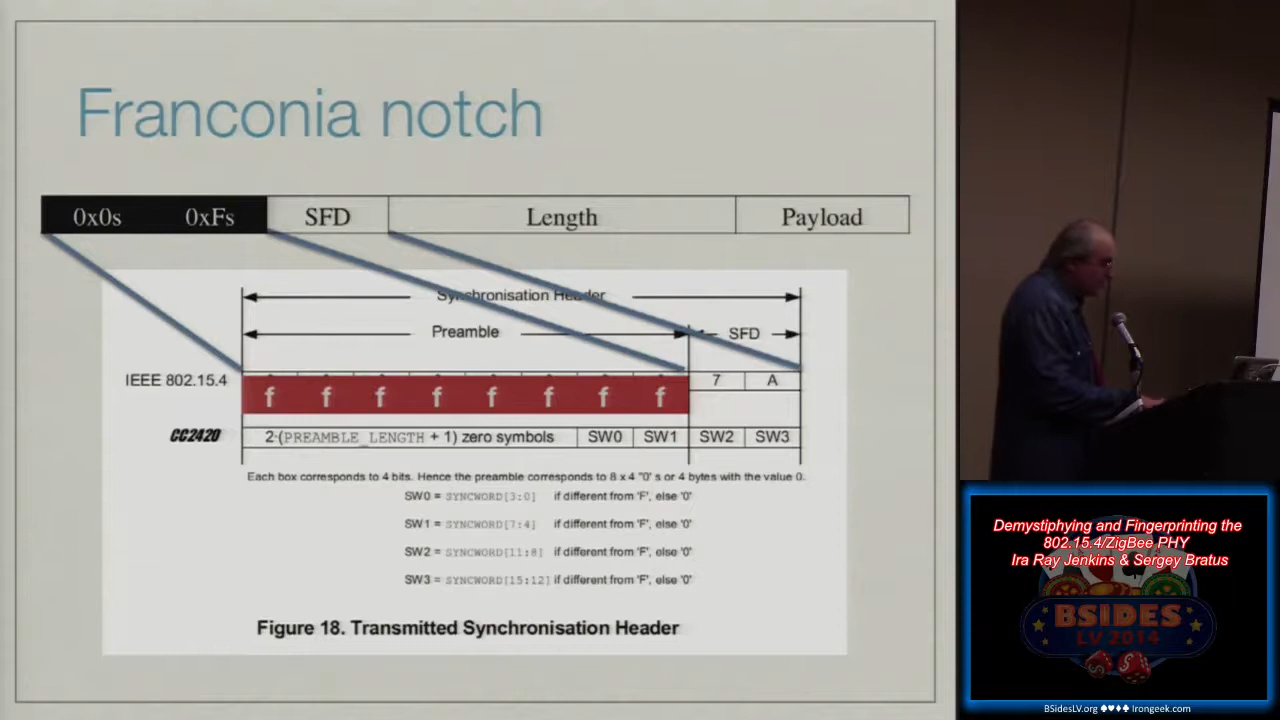 Franconia notch
0x0s 0xFs SFD Length Payload
Synchronisation Header
Preamble SFD
IEEE 802.15.4 7 A
f f f f f f f f
CC2420 2·(PREAMBLE_LENGTH + 1) zero symbols SW0 SW1 SW2 SW3
Each box corresponds to 4 bits. Hence the preamble corresponds to 8 x 4 "0' s or 4 bytes with the value 0.
SW0 = SYNCWORD[3:0] if different from 'F', else '0'
SW1 = SYNCWORD[7:4] if different from 'F', else '0'
SW2 = SYNCWORD[11:8] if different from 'F', else '0'
SW3 = SYNCWORD[15:12] if different from 'F', else '0'
Figure 18. Transmitted Synchronisation Header
Demystiphying and Fingerprinting the
802.15.4/ZigBee PHY
Ira Ray Jenkins & Sergey Bratus
BSIDES
LV 2014
BSidesLV.org ♠♥♦♣ Irongeek.com